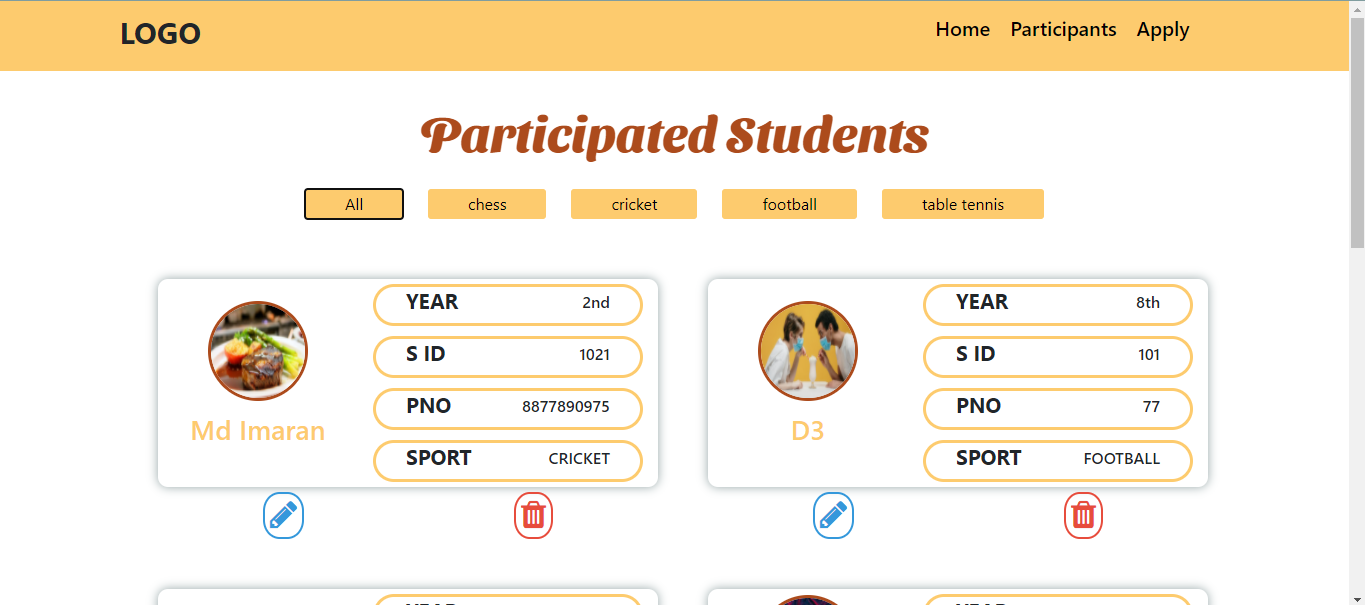 LOGO
Home Participants Apply
Participated Students
All chess cricket football table tennis
YEAR 2nd
S ID 1021
PNO 8877890975
SPORT CRICKET
Md Imaran
YEAR 8th
S ID 101
PNO 77
SPORT FOOTBALL
D3